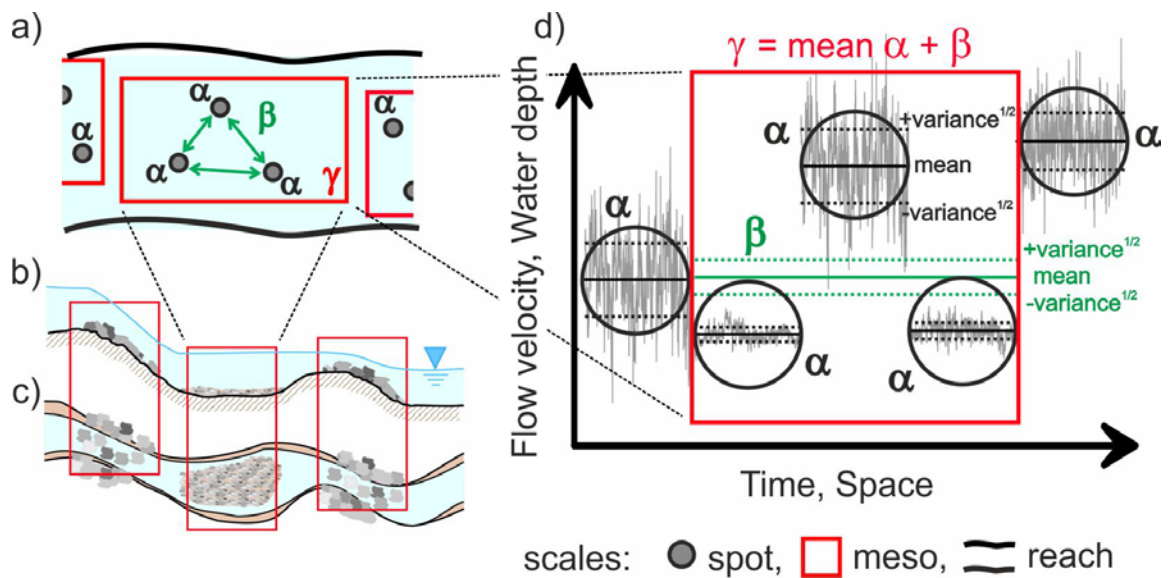 a)
α
α
α
α
α
β
γ
b)
c)
d)
γ = mean α + β
Flow velocity, Water depth
α
+variance1/2
mean
-variance1/2
α
α
β
+variance1/2
mean
-variance1/2
α
α
Time, Space
scales: spot, meso, reach